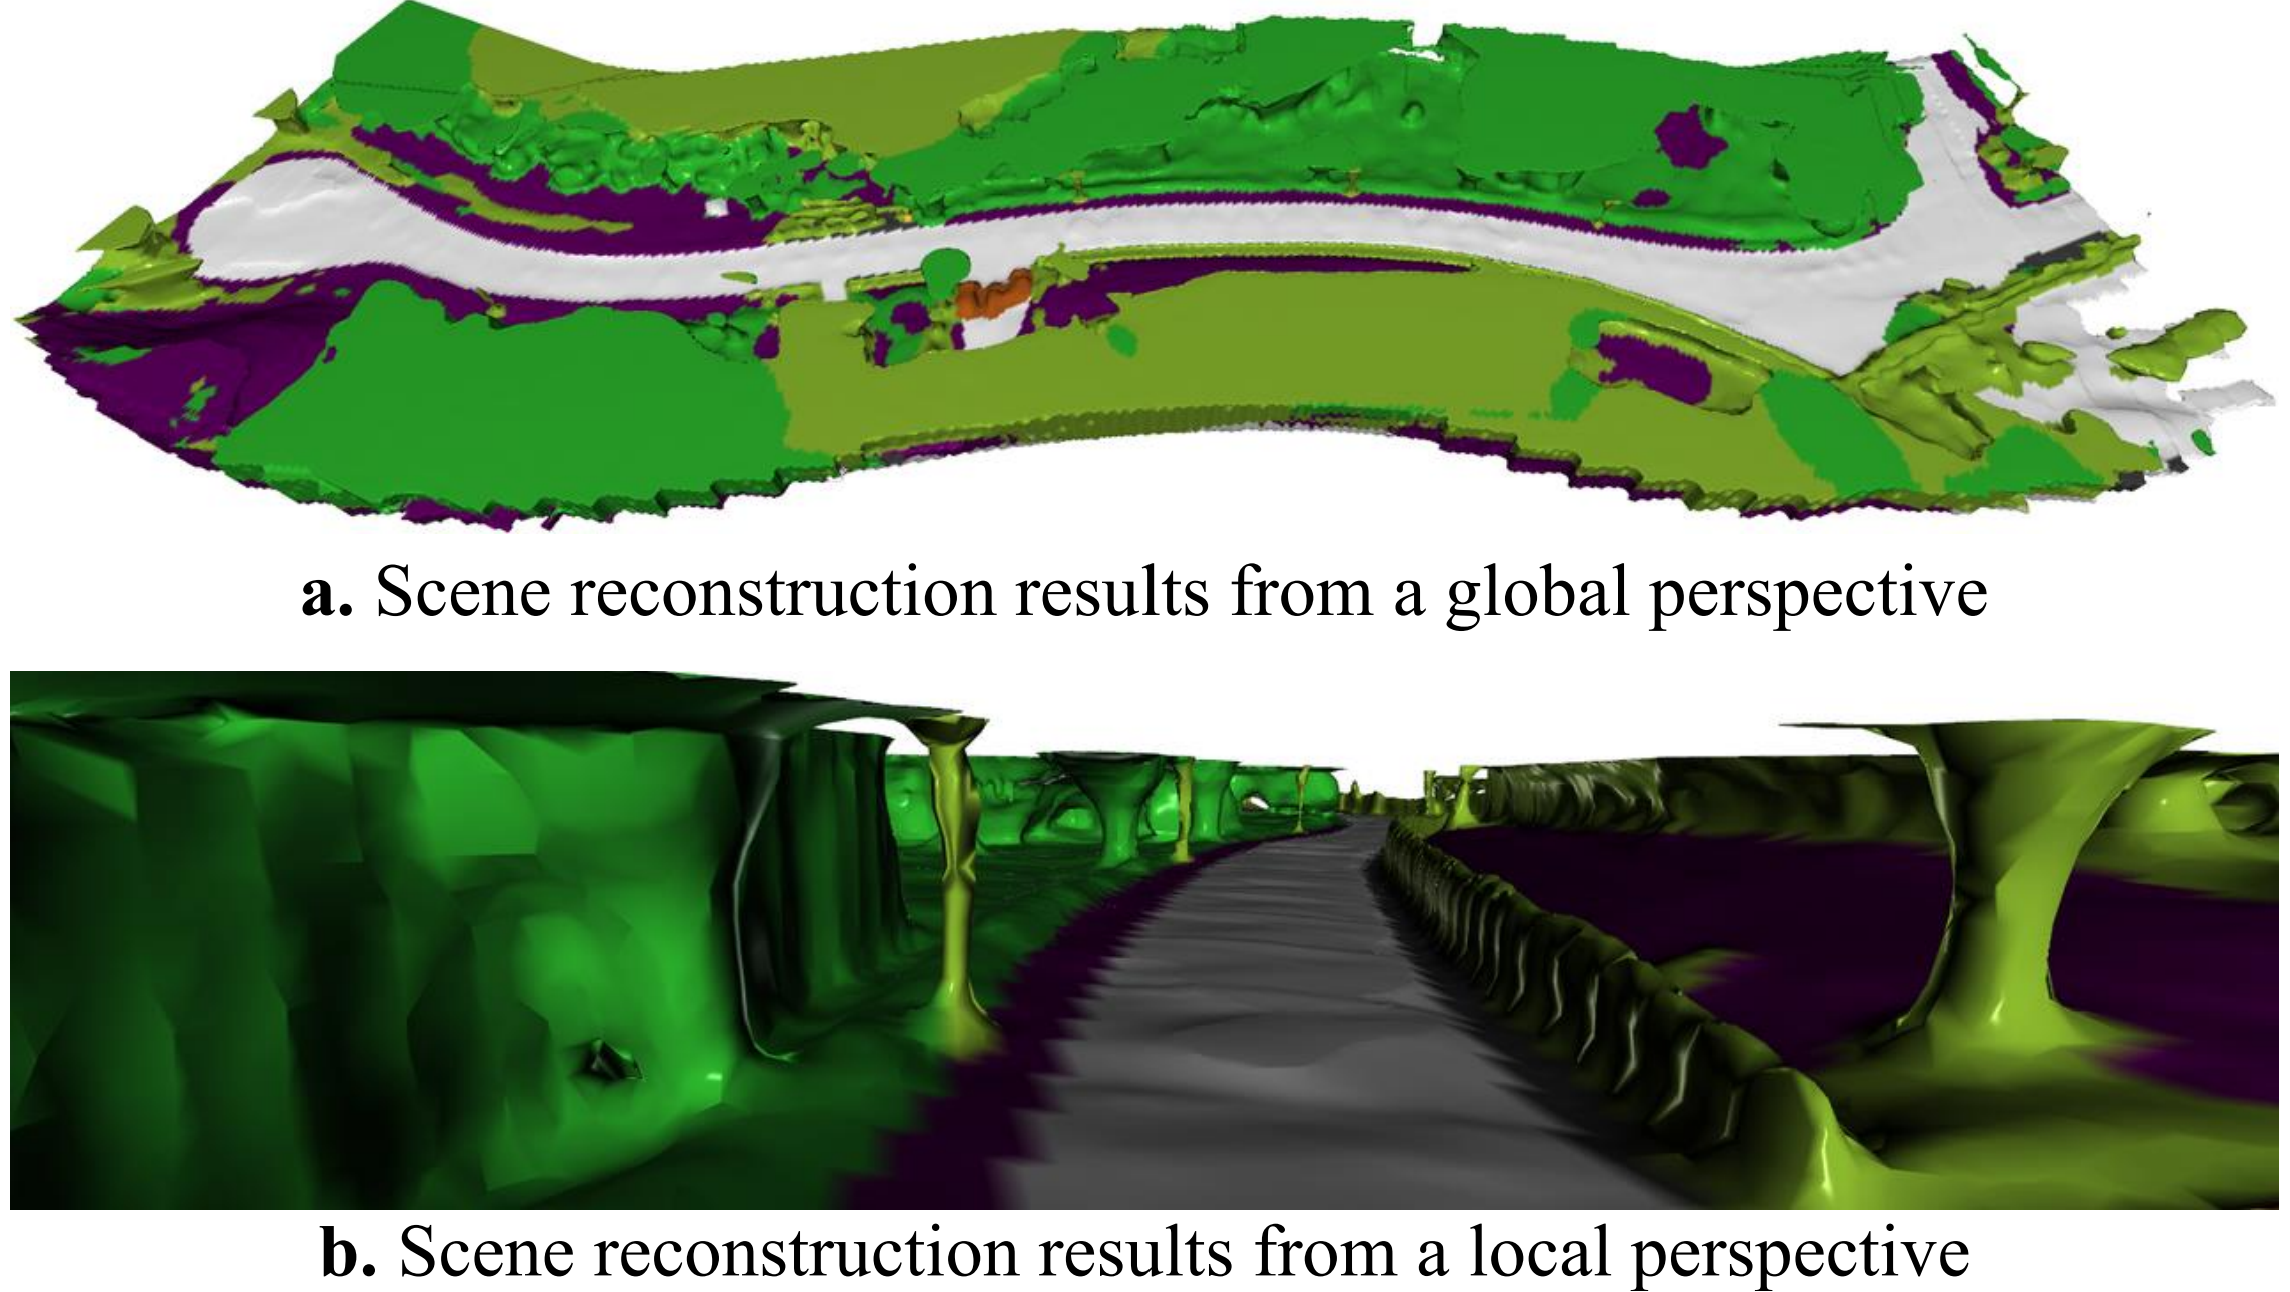 a. Scene reconstruction results from a global perspective
b. Scene reconstruction results from a local perspective